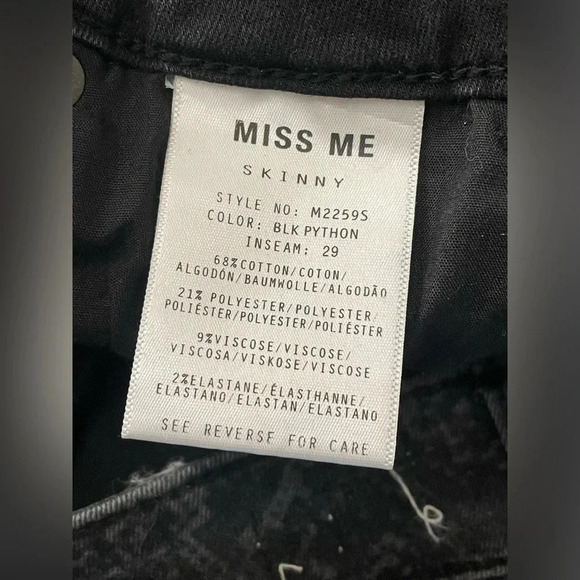 MISS ME
SKINNY
STYLE NO: M2259S
COLOR: BLK PYTHON
INSEAM: 29
68%COTTON/COTON/
ALGODÓN/BAUMWOLLE/ALGODÃO
21% POLYESTER/POLYESTER/
POLIÉSTER/POLYESTER/POLIÉSTER
9%VISCOSE/VISCOSE/
VISCOSA/VISKOSE/VISCOSE
2%ELASTANE/ÉLASTHANNE/
ELASTANO/ELASTAN/ELASTANO
SEE REVERSE FOR CARE